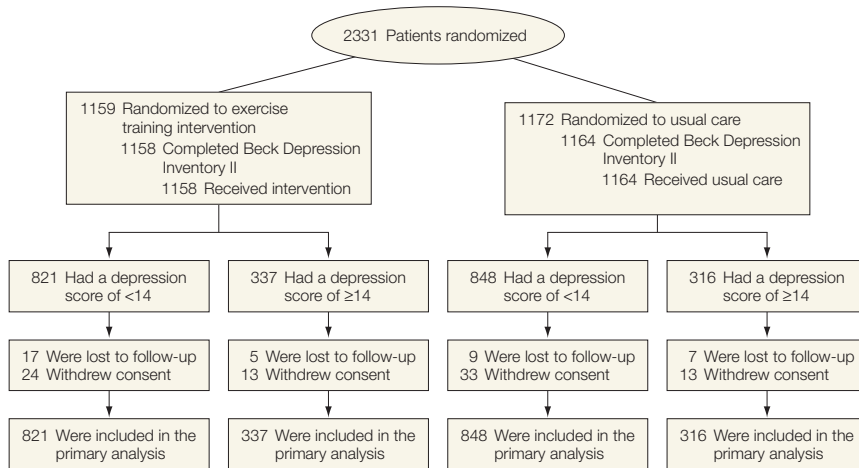 2331 Patients randomized
1159 Randomized to exercise
training intervention
1158 Completed Beck Depression
Inventory II
1158 Received intervention
1172 Randomized to usual care
1164 Completed Beck Depression
Inventory II
1164 Received usual care
821 Had a depression
score of <14
337 Had a depression
score of ≥14
848 Had a depression
score of <14
316 Had a depression
score of ≥14
17 Were lost to follow-up
24 Withdrew consent
5 Were lost to follow-up
13 Withdrew consent
9 Were lost to follow-up
33 Withdrew consent
7 Were lost to follow-up
13 Withdrew consent
821 Were included in the
primary analysis
337 Were included in the
primary analysis
848 Were included in the
primary analysis
316 Were included in the
primary analysis